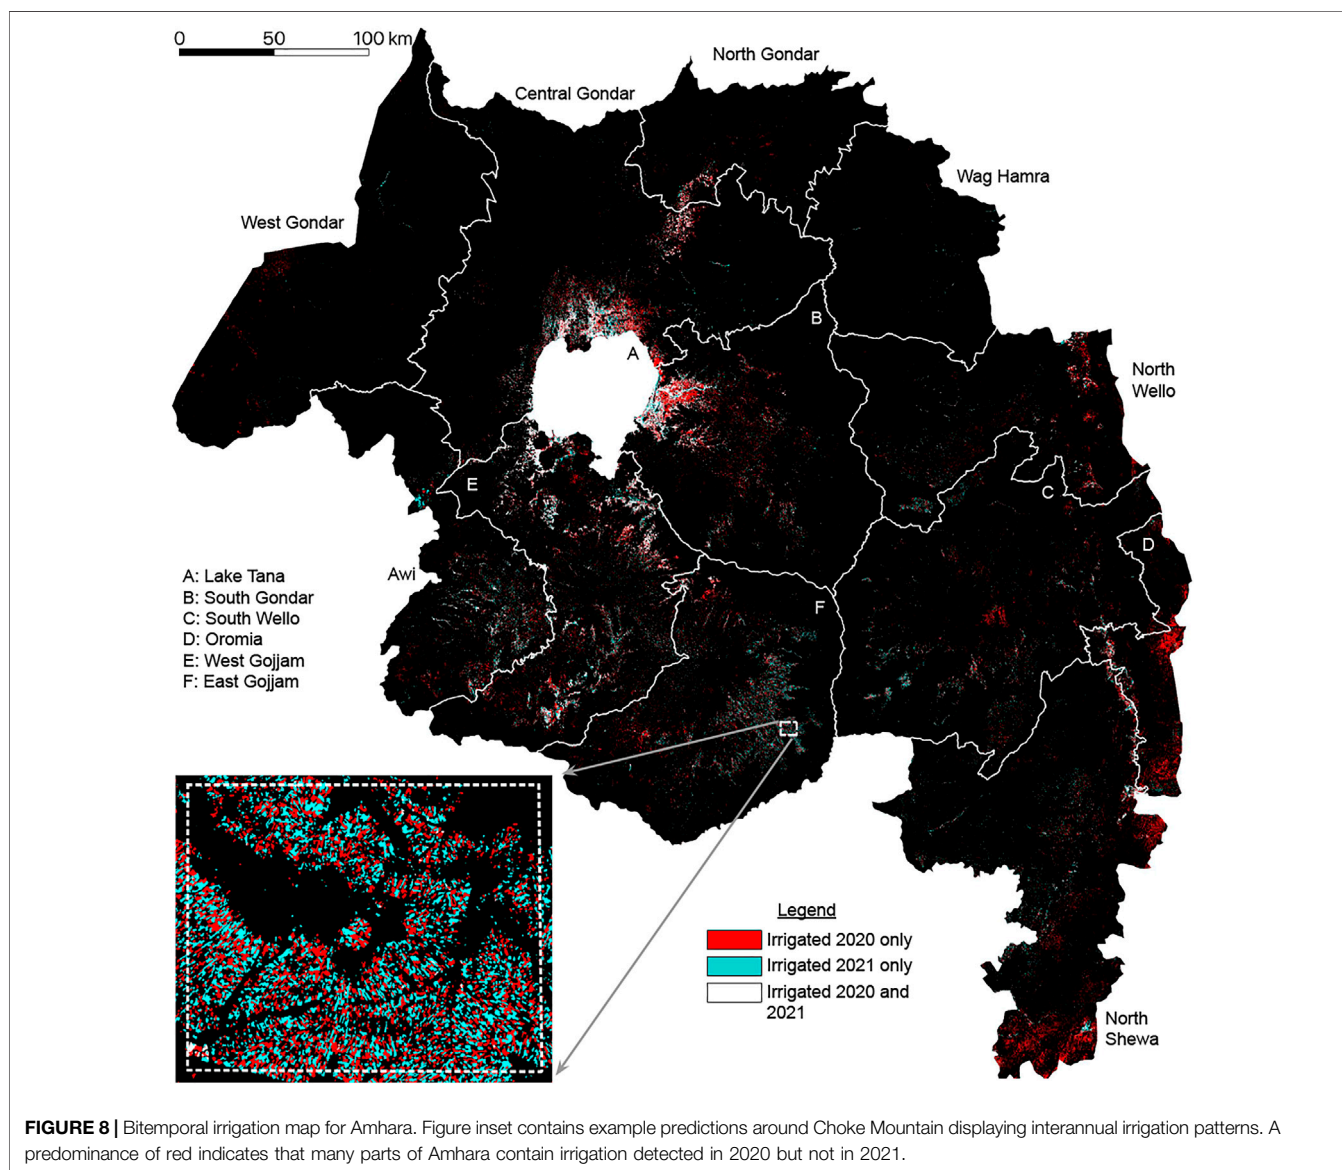 0 50 100 km
North Gondar
Central Gondar
Wag Hamra
West Gondar
B
A
North
Wello
E
C
D
Awi
F
A: Lake Tana
B: South Gondar
C: South Wello
D: Oromia
E: West Gojjam
F: East Gojjam
Legend
Irrigated 2020 only
Irrigated 2021 only
Irrigated 2020 and
2021
North
Shewa
FIGURE 8 | Bitemporal irrigation map for Amhara. Figure inset contains example predictions around Choke Mountain displaying interannual irrigation patterns. A
predominance of red indicates that many parts of Amhara contain irrigation detected in 2020 but not in 2021.